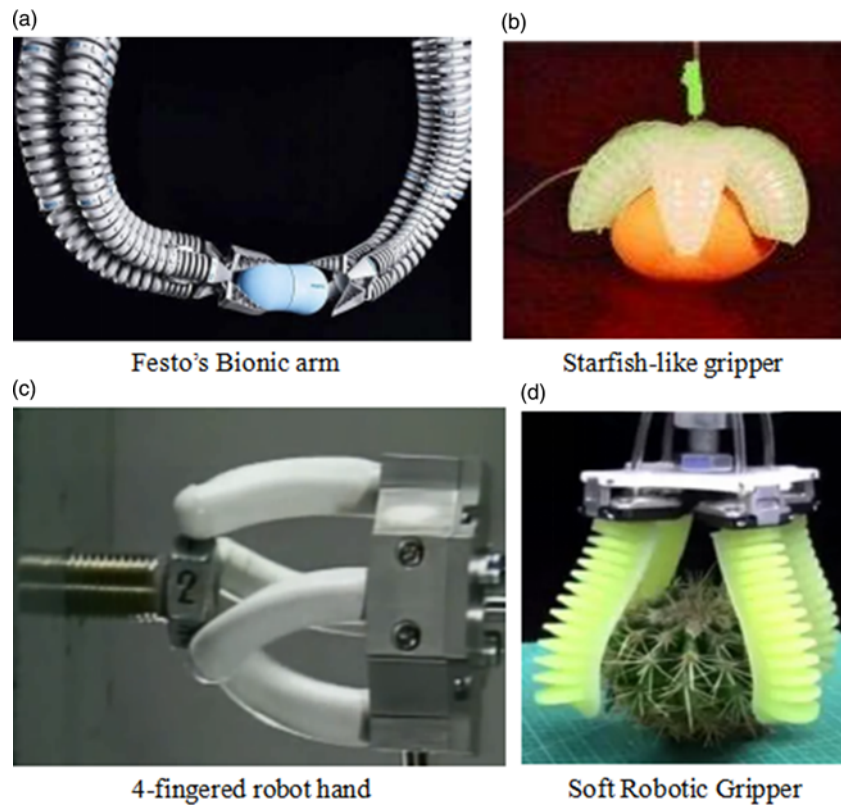 (a)
(b)
Festo's Bionic arm
Starfish-like gripper
(c)
(d)
2
4-fingered robot hand
Soft Robotic Gripper